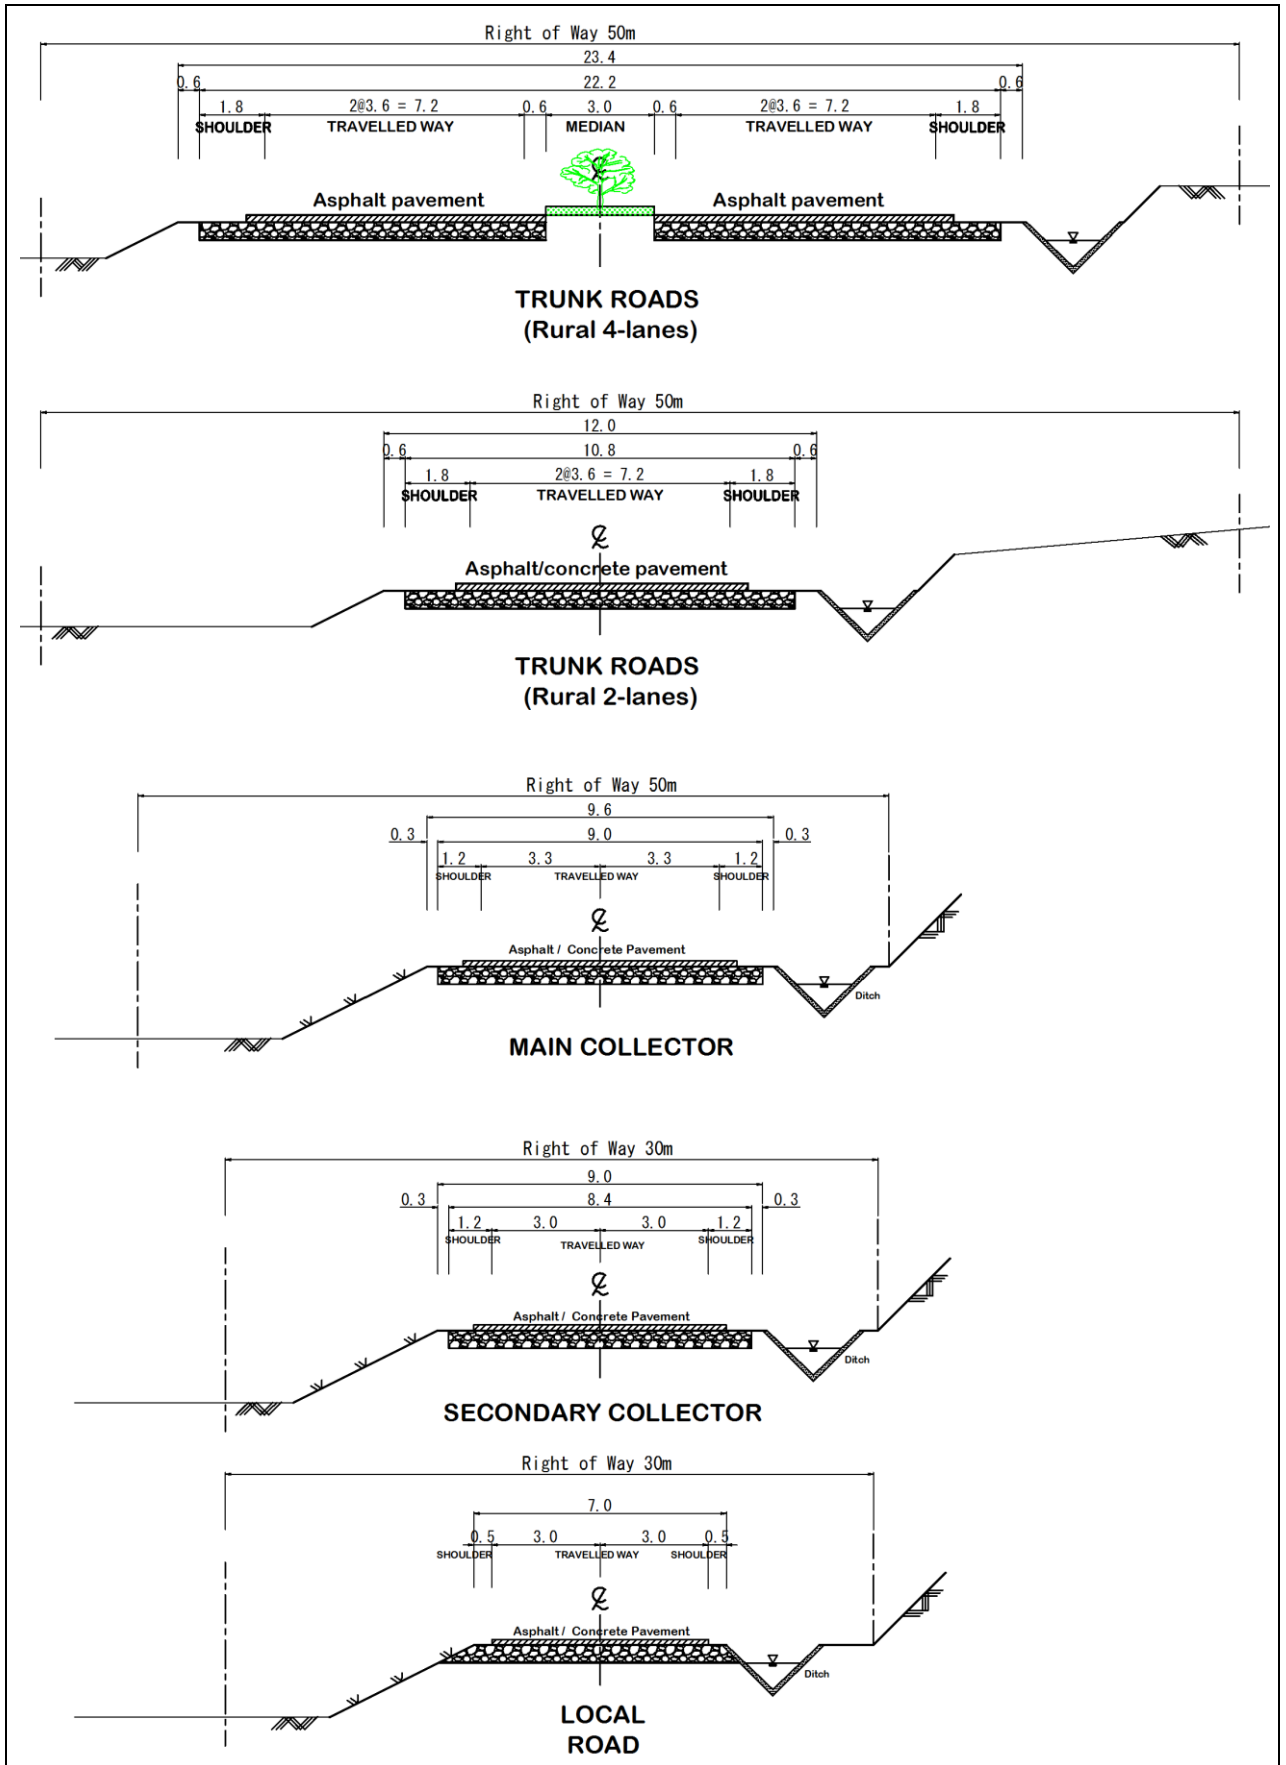 Right of Way 50m
23.4
0.6 22.2 0.6
1.8 2@3.6 = 7.2 0.6 3.0 0.6 2@3.6 = 7.2 1.8
SHOULDER TRAVELLED WAY MEDIAN TRAVELLED WAY SHOULDER
℄
Asphalt pavement Asphalt pavement
TRUNK ROADS
(Rural 4-lanes)
Right of Way 50m
12.0
0.6 10.8 0.6
1.8 2@3.6 = 7.2 1.8
SHOULDER TRAVELLED WAY SHOULDER
℄
Asphalt/concrete pavement
TRUNK ROADS
(Rural 2-lanes)
Right of Way 50m
9.6
0.3 9.0 0.3
1.2 3.3 3.3 1.2
SHOULDER TRAVELLED WAY SHOULDER
℄
Asphalt / Concrete Pavement
Ditch
MAIN COLLECTOR
Right of Way 30m
9.0
0.3 8.4 0.3
1.2 3.0 3.0 1.2
SHOULDER TRAVELLED WAY SHOULDER
℄
Asphalt / Concrete Pavement
Ditch
SECONDARY COLLECTOR
Right of Way 30m
7.0
0.5 3.0 3.0 0.5
SHOULDER TRAVELLED WAY SHOULDER
℄
Asphalt / Concrete Pavement
Ditch
LOCAL
ROAD